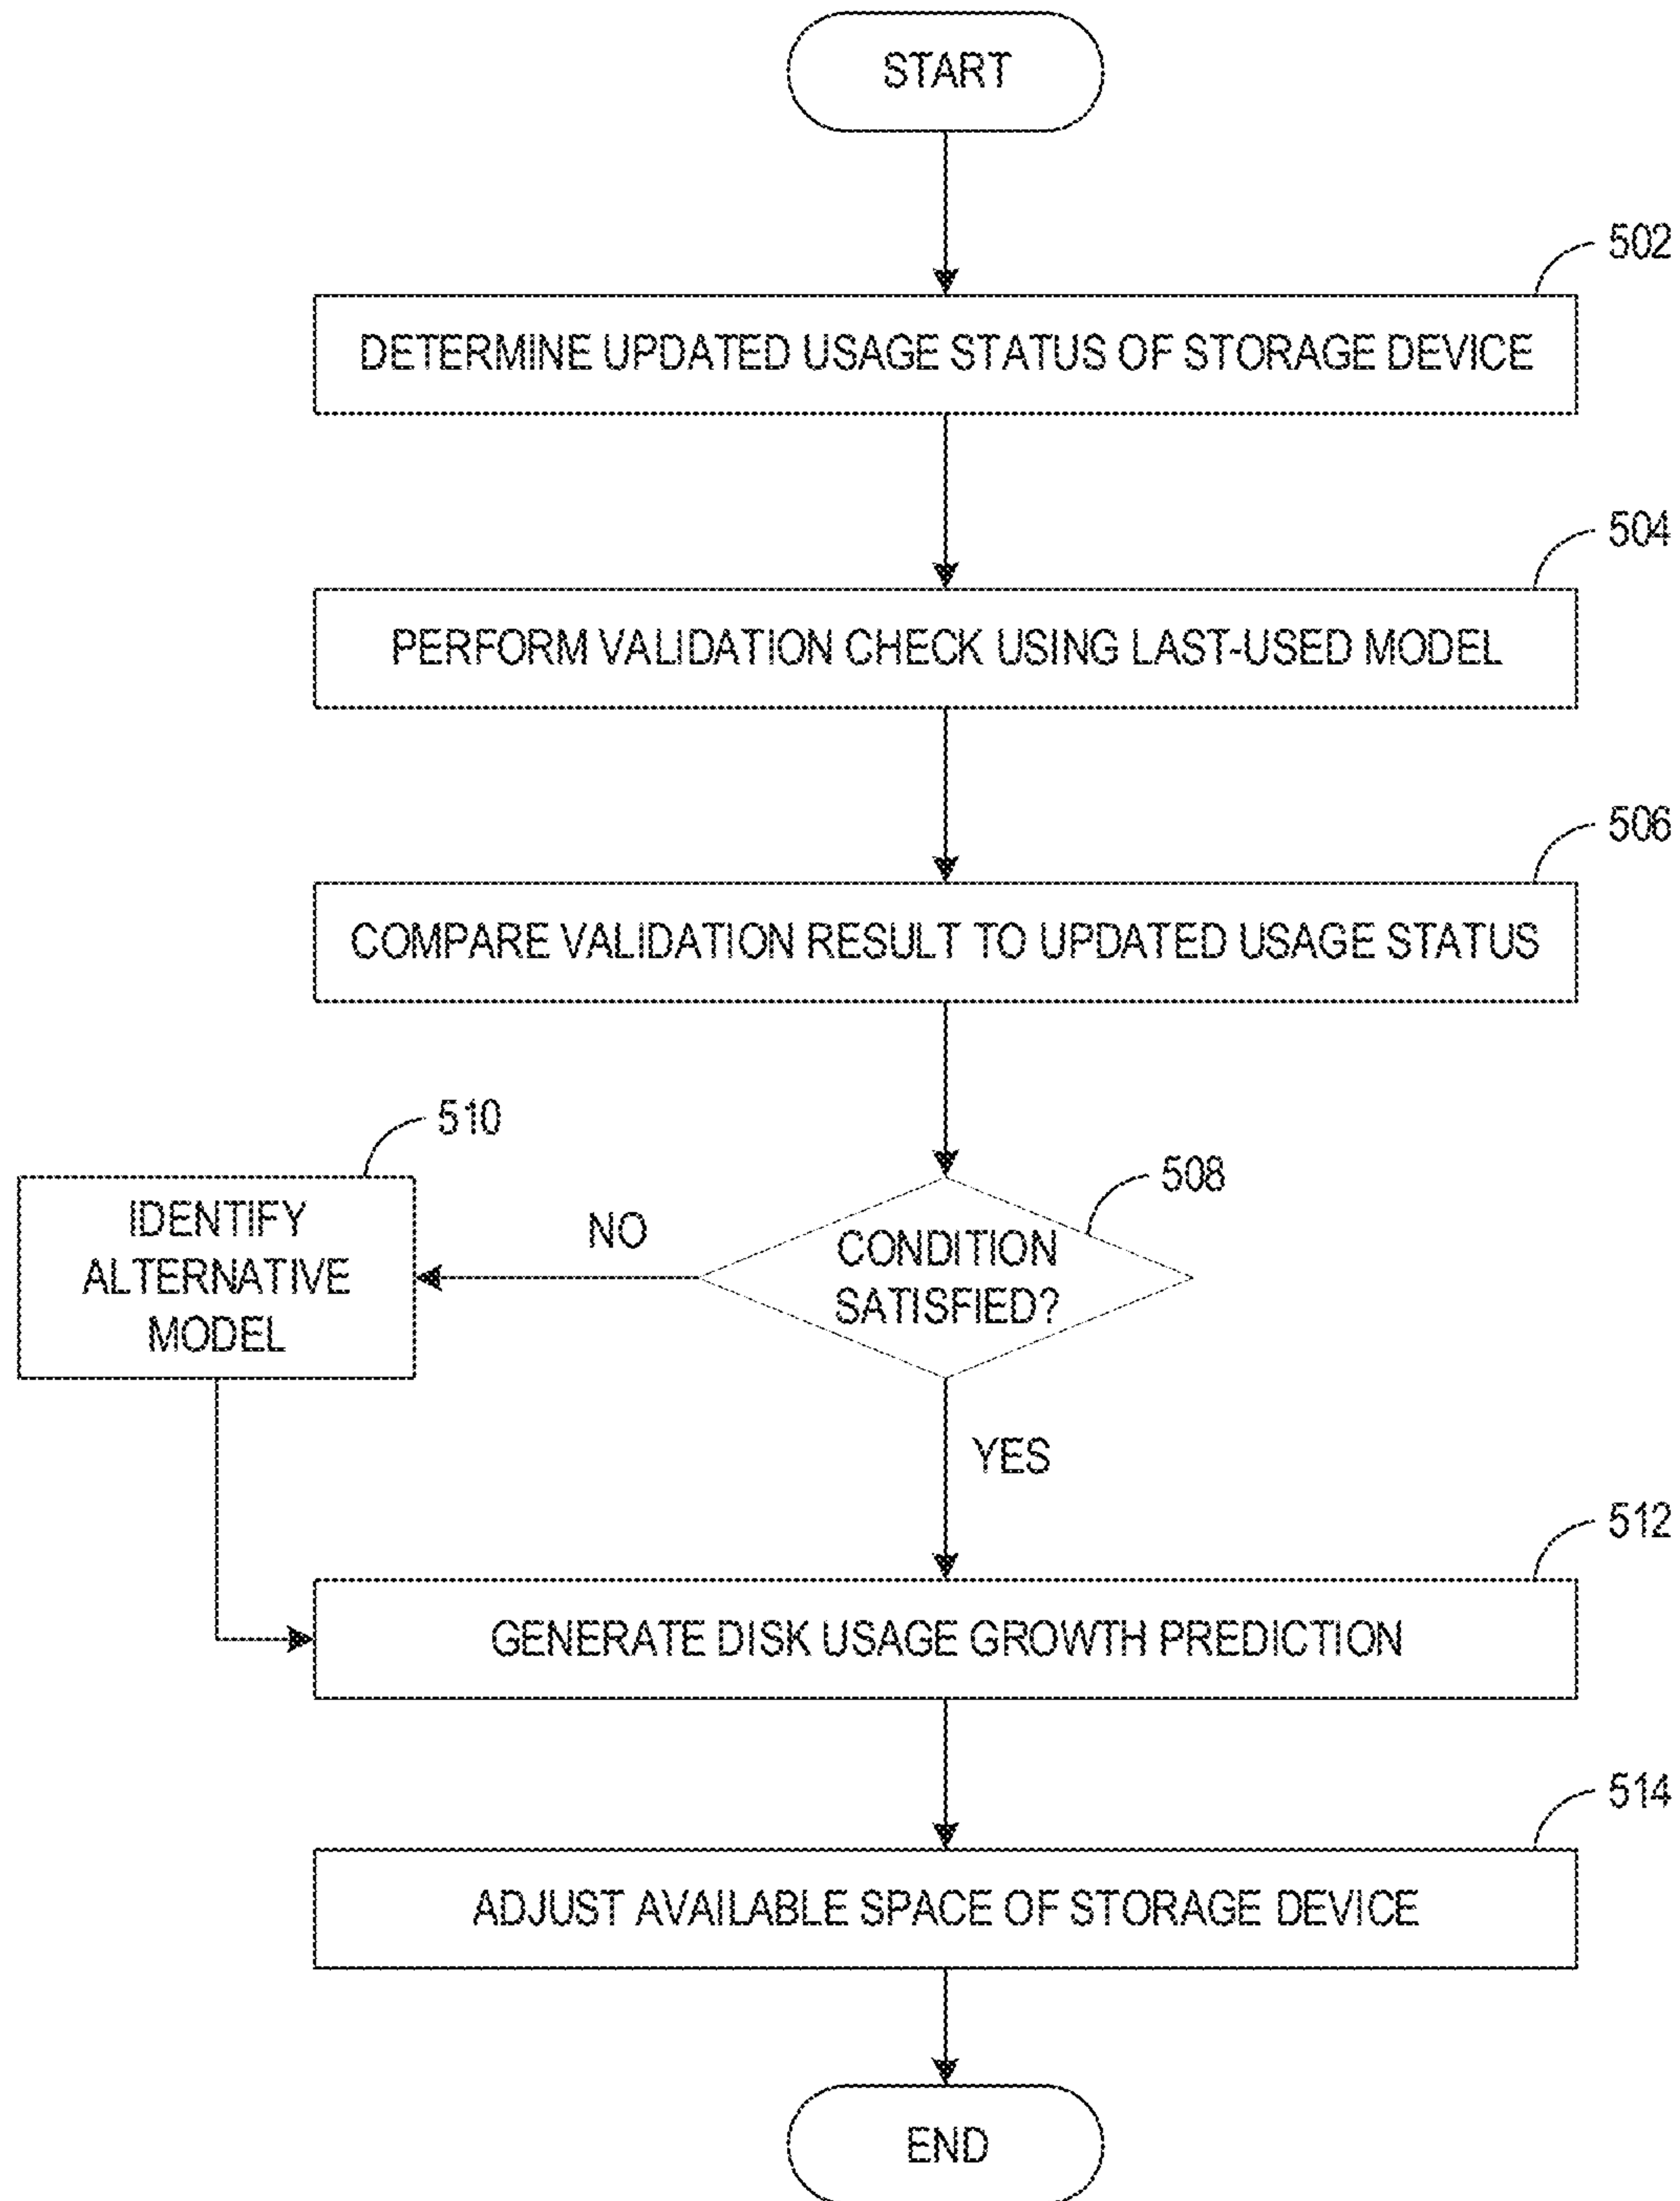 START
502
DETERMINE UPDATED USAGE STATUS OF STORAGE DEVICE
504
PERFORM VALIDATION CHECK USING LAST-USED MODEL
506
COMPARE VALIDATION RESULT TO UPDATED USAGE STATUS
510
508
IDENTIFY
ALTERNATIVE
MODEL
NO
CONDITION
SATISFIED?
YES
512
GENERATE DISK USAGE GROWTH PREDICTION
514
ADJUST AVAILABLE SPACE OF STORAGE DEVICE
END